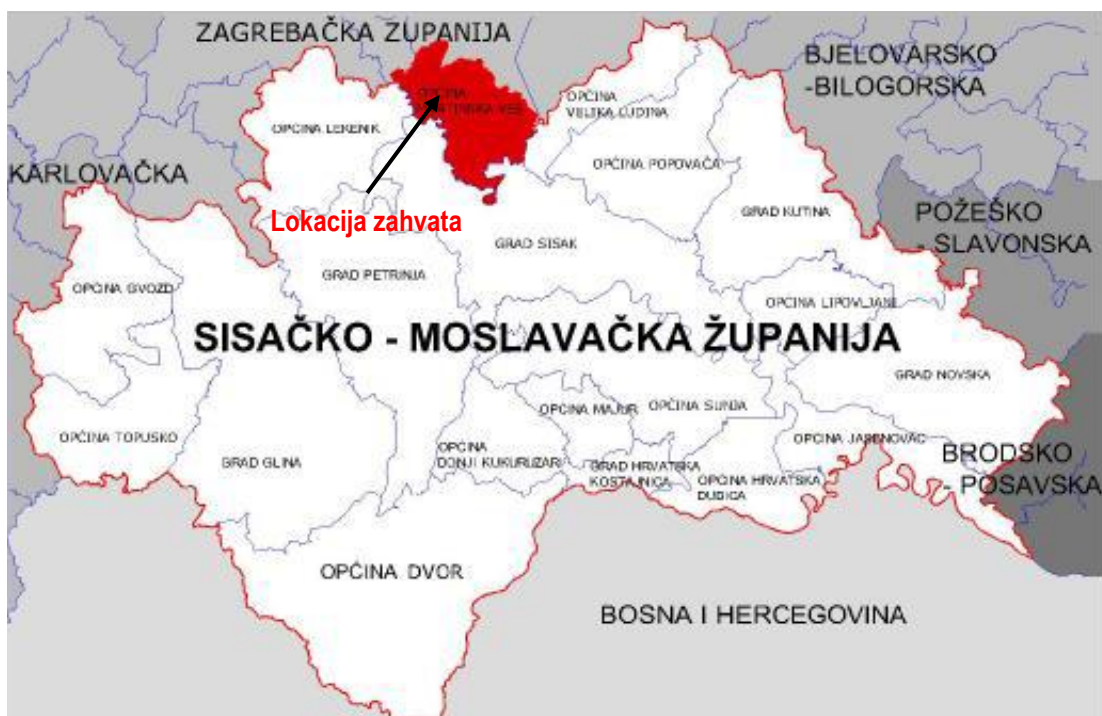 ZAGREBAČKA ŽUPANIJA
BJELOVARSKO
-BILOGORSKA
OPĆINA
OPĆINA
VELIKA LUDINA
OPĆINA LEKENIK
OPĆINA POPOVAČA
KARLOVAČKA
GRAD KUTINA
POŽEŠKO
- SLAVONSKA
Lokacija zahvata
GRAD SISAK
GRAD PETRINJA
OPĆINA GVOZD
OPĆINA LIPOVLJANI
SISAČKO - MOSLAVAČKA ŽUPANIJA
GRAD NOVSKA
OPĆINA MAJUR
OPĆINA SUNJA
OPĆINA TOPUSKO
GRAD GLINA
OPĆINA
DONJI KUKURUZARI
OPĆINA JASENOVAC
BRODSKO
- POSAVSKA
GRAD HRVATSKA
KOSTAJNICA
OPĆINA HRVATSKA
DUBICA
OPĆINA DVOR
BOSNA I HERCEGOVINA